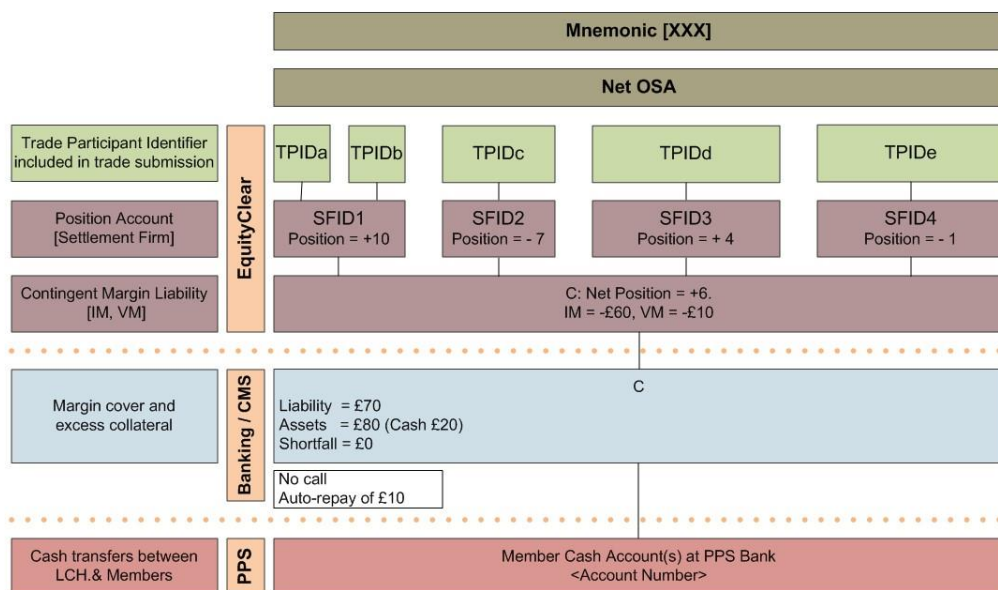 Mnemonic [XXX]
Net OSA
Trade Participant Identifier
included in trade submission
EquityClear
TPIDa
TPIDb
TPIDc
TPIDd
TPIDe
Position Account
[Settlement Firm]
SFID1
Position = +10
SFID2
Position = - 7
SFID3
Position = + 4
SFID4
Position = - 1
Contingent Margin Liability
[IM, VM]
C: Net Position = +6.
IM = -£60, VM = -£10
Margin cover and
excess collateral
Banking / CMS
C
Liability = £70
Assets = £80 (Cash £20)
Shortfall = £0
No call
Auto-repay of £10
Cash transfers between
LCH.& Members
PPS
Member Cash Account(s) at PPS Bank
<Account Number>